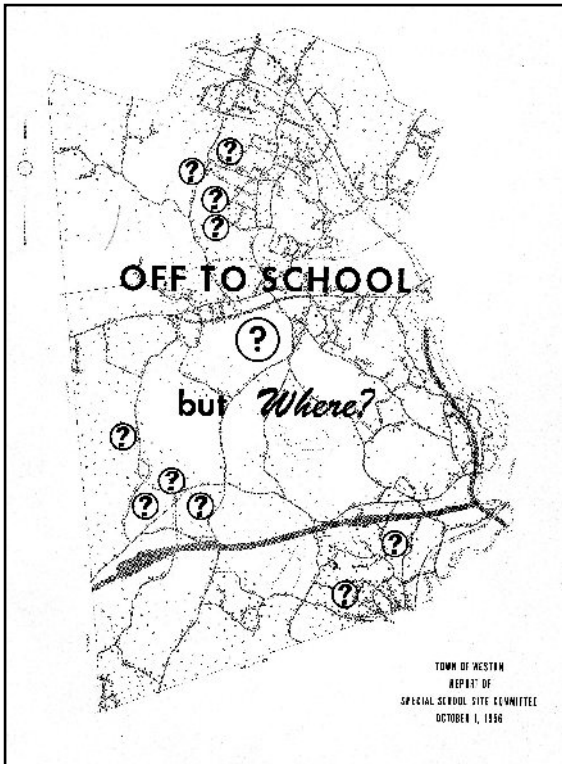 ?
?
?
?
OFF TO SCHOOL
?
but Where?
?
?
?
?
?
?
TOWN OF WESTON
REPORT OF
SPECIAL SCHOOL SITE COMMITTEE
OCTOBER 1, 1956